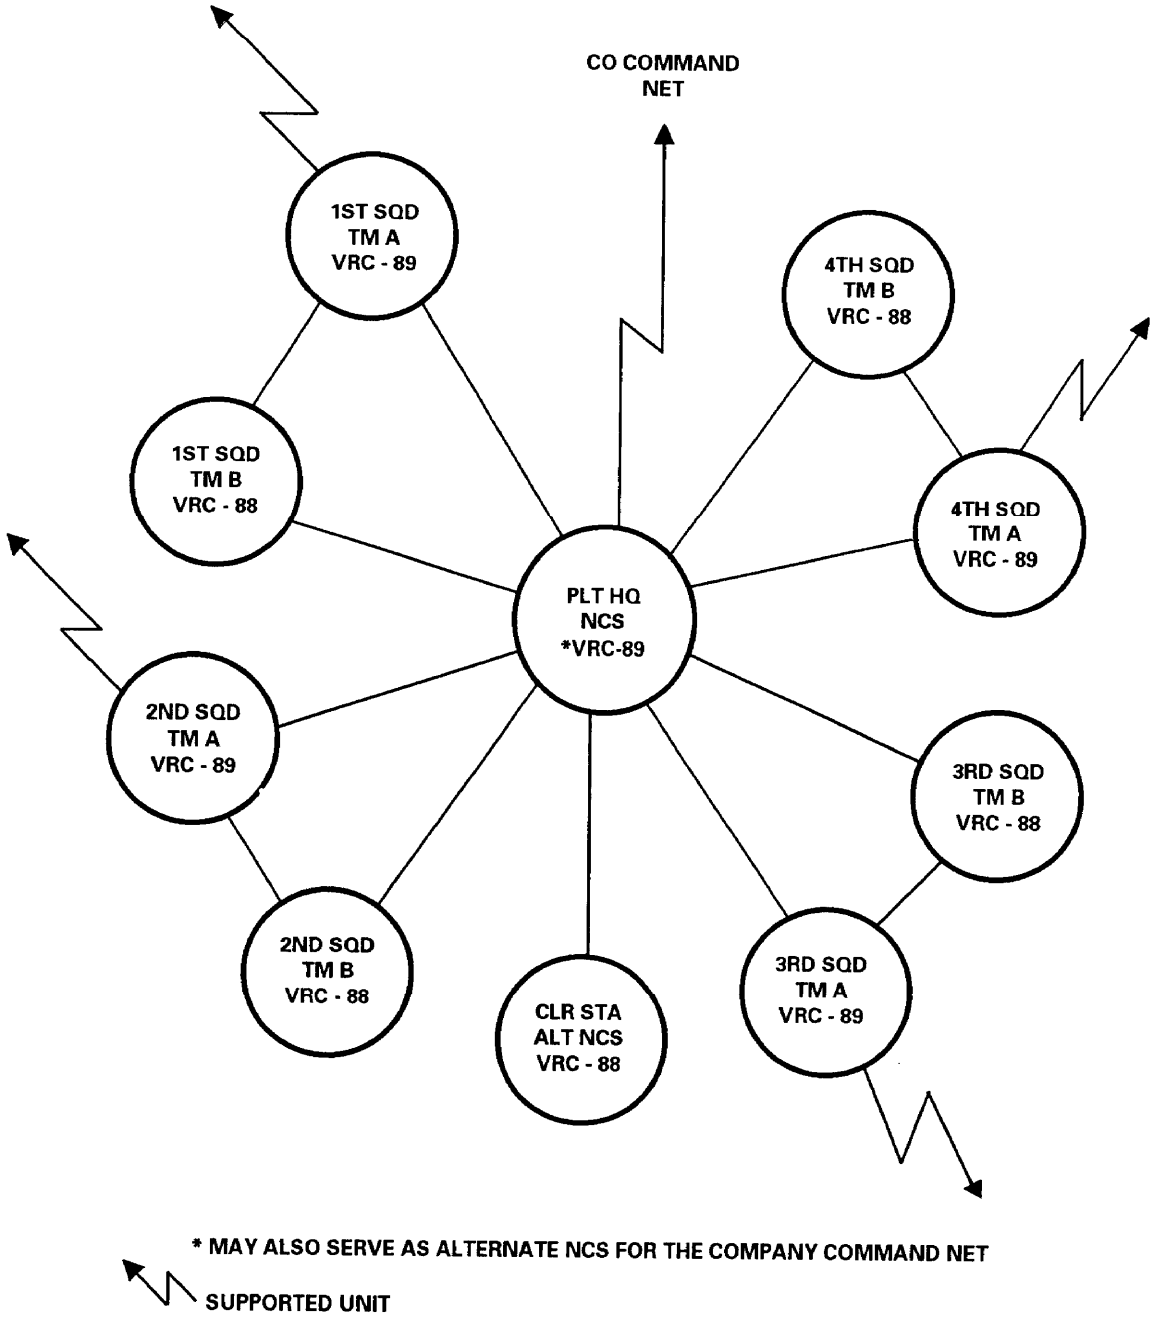 CO COMMAND
NET
1ST SQD
TM A
VRC - 89
4TH SQD
TM B
VRC - 88
1ST SQD
TM B
VRC - 88
4TH SQD
TM A
VRC - 89
PLT HQ
NCS
*VRC-89
2ND SQD
TM A
VRC - 89
3RD SQD
TM B
VRC - 88
2ND SQD
TM B
VRC - 88
CLR STA
ALT NCS
VRC - 88
3RD SQD
TM A
VRC - 89
* MAY ALSO SERVE AS ALTERNATE NCS FOR THE COMPANY COMMAND NET
SUPPORTED UNIT